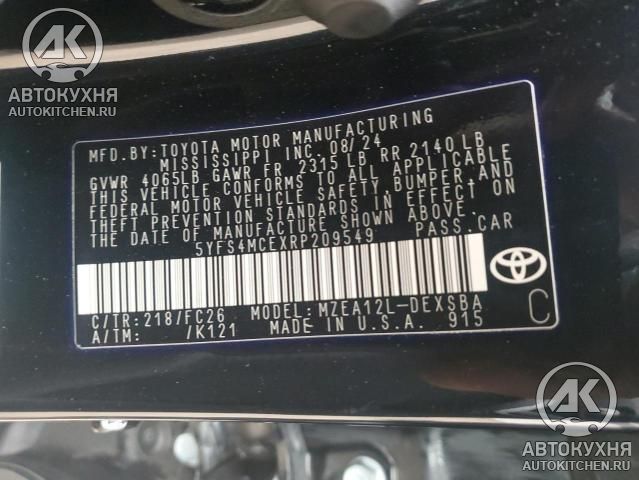 АК
АВТОКУХНЯ
AUTOKITCHEN.RU
MFD.BY:TOYOTA MOTOR MANUFACTURING
MISSISSIPPI INC. 08/24
GVWR 4065LB GAWR FR 2315 LB RR 2140LB
THIS VEHICLE CONFORMS TO ALL APPLICABLE
FEDERAL MOTOR VEHICLE SAFETY,BUMPER,AND
THEFT PREVENTION STANDARDS IN EFFECT ON
THE DATE OF MANUFACTURE SHOWN ABOVE.
5YFS4MCEXRP209549 PASS.CAR
C/TR:218/FC26 MODEL:MZEA12L-DEXSBA
A/TM: /K121 MADE IN U.S.A. 915
C
АК
АВТОКУХНЯ
AUTOKITCHEN.RU